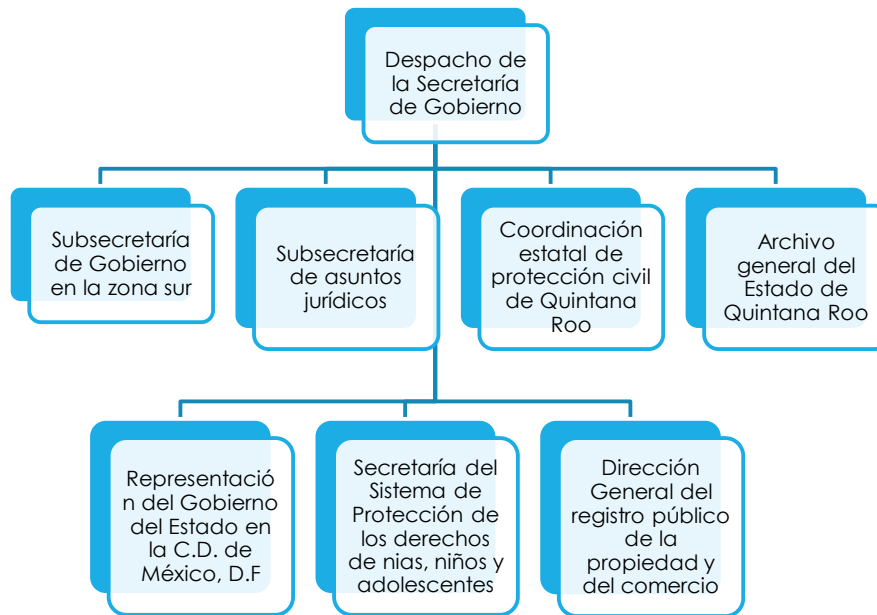 Despacho de
la Secretaría
de Gobierno
Subsecretaría
de Gobierno
en la zona sur
Subsecretaría
de asuntos
jurídicos
Coordinación
estatal de
protección civil
de Quintana
Roo
Archivo
general del
Estado de
Quintana Roo
Representació
n del Gobierno
del Estado en
la C.D. de
México, D.F
Secretaría del
Sistema de
Protección de
los derechos
de nias, niños y
adolescentes
Dirección
General del
registro público
de la
propiedad y
del comercio